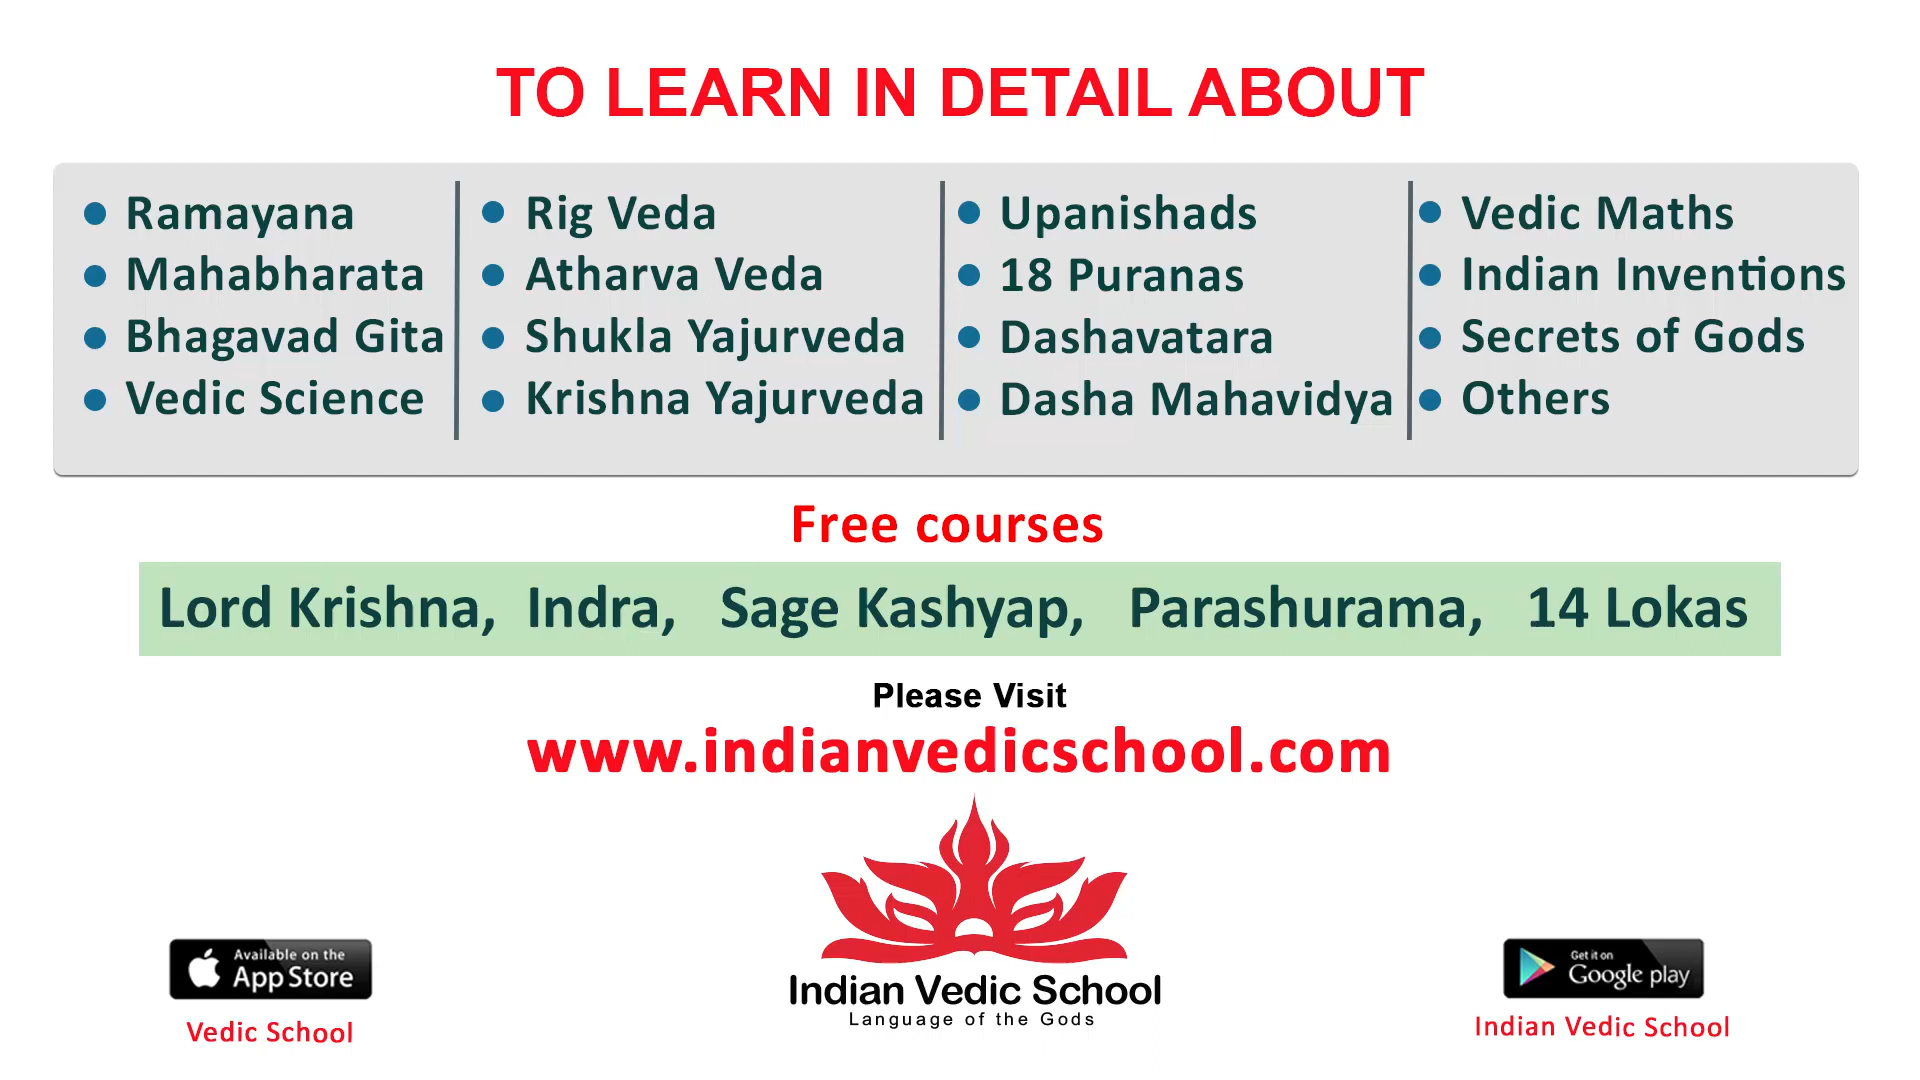 TO LEARN IN DETAIL ABOUT
• Ramayana
• Mahabharata
• Bhagavad Gita
• Vedic Science
• Rig Veda
• Atharva Veda
• Shukla Yajurveda
• Krishna Yajurveda
• Upanishads
• 18 Puranas
• Dashavatara
• Dasha Mahavidya
• Vedic Maths
• Indian Inventions
• Secrets of Gods
• Others
Free courses
Lord Krishna, Indra, Sage Kashyap, Parashurama, 14 Lokas
Please Visit
www.indianvedicschool.com
Available on the
App Store
Vedic School
Indian Vedic School
Language of the Gods
Get it on
Google play
Indian Vedic School